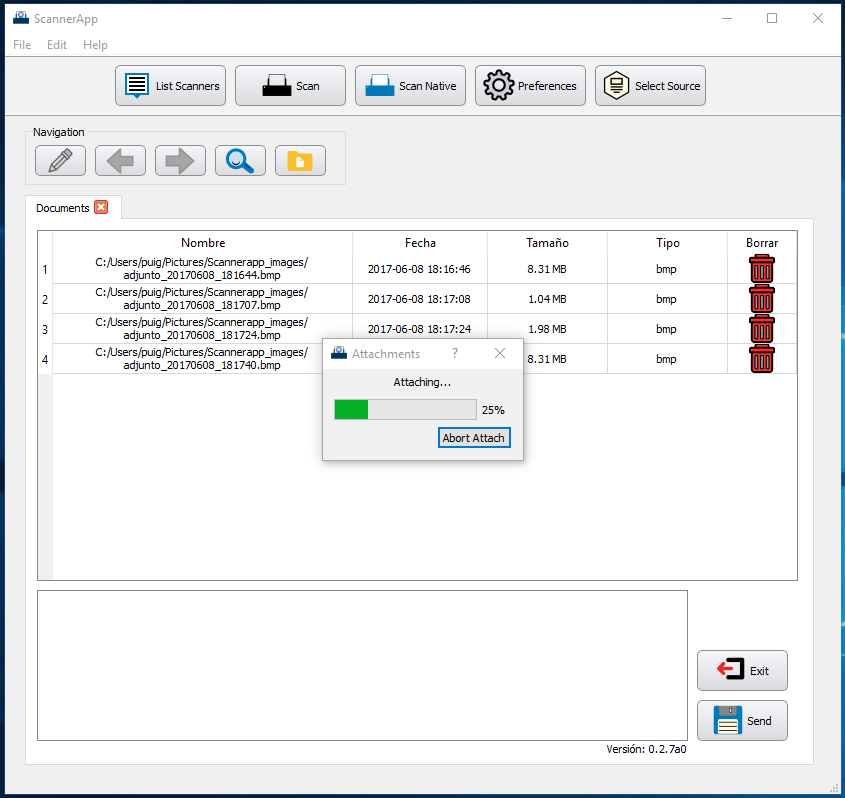 ScannerApp
File Edit Help
List Scanners Scan Scan Native Preferences Select Source
Navigation
Documents
Nombre Fecha Tamaño Tipo Borrar
1 C:/Users/puig/Pictures/Scannerapp_images/
adjunto_20170608_181644.bmp 2017-06-08 18:16:46 8.31 MB bmp
2 C:/Users/puig/Pictures/Scannerapp_images/
adjunto_20170608_181707.bmp 2017-06-08 18:17:08 1.04 MB bmp
3 C:/Users/puig/Pictures/Scannerapp_images/
adjunto_20170608_181724.bmp 2017-06-08 18:17:24 1.98 MB bmp
4 C:/Users/puig/Pictures/Scannerapp_images/
adjunto_20170608_181740.bmp 8.31 MB bmp
Attachments ?
Attaching...
25%
Abort Attach
Exit
Send
Versión: 0.2.7a0